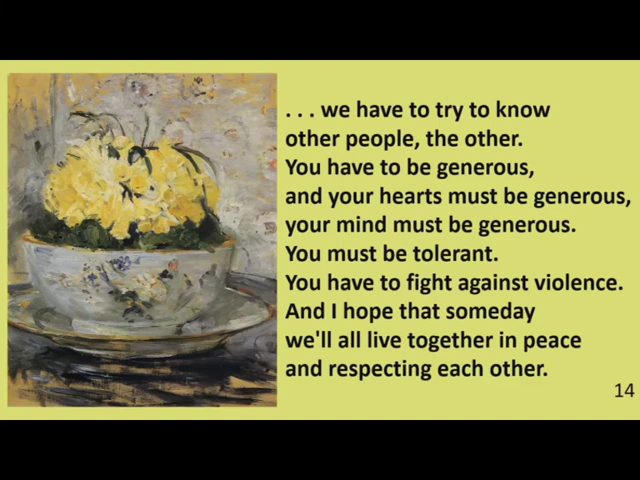 . . . we have to try to know
other people, the other.
You have to be generous,
and your hearts must be generous,
your mind must be generous.
You must be tolerant.
You have to fight against violence.
And I hope that someday
we'll all live together in peace
and respecting each other.
14